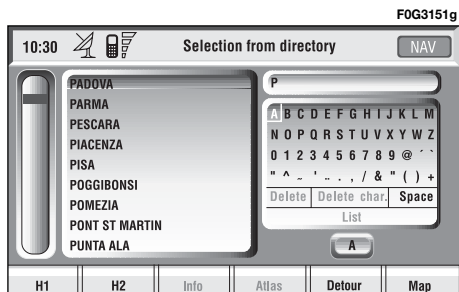 F0G3151g
10:30 Selection from directory NAV
PADOVA
PARMA
PESCARA
PIACENZA
PISA
POGGIBONSI
POMEZIA
PONT ST MARTIN
PUNTA ALA
P
A B C D E F G H I J K L M
N O P Q R S T U V X Y W Z
0 1 2 3 4 5 6 7 8 9 @ ´ `
" ^ ~ ' .. . , / & " ( ) +
Delete Delete char. Space
List
A
H1 H2 Info Atlas Detour Map